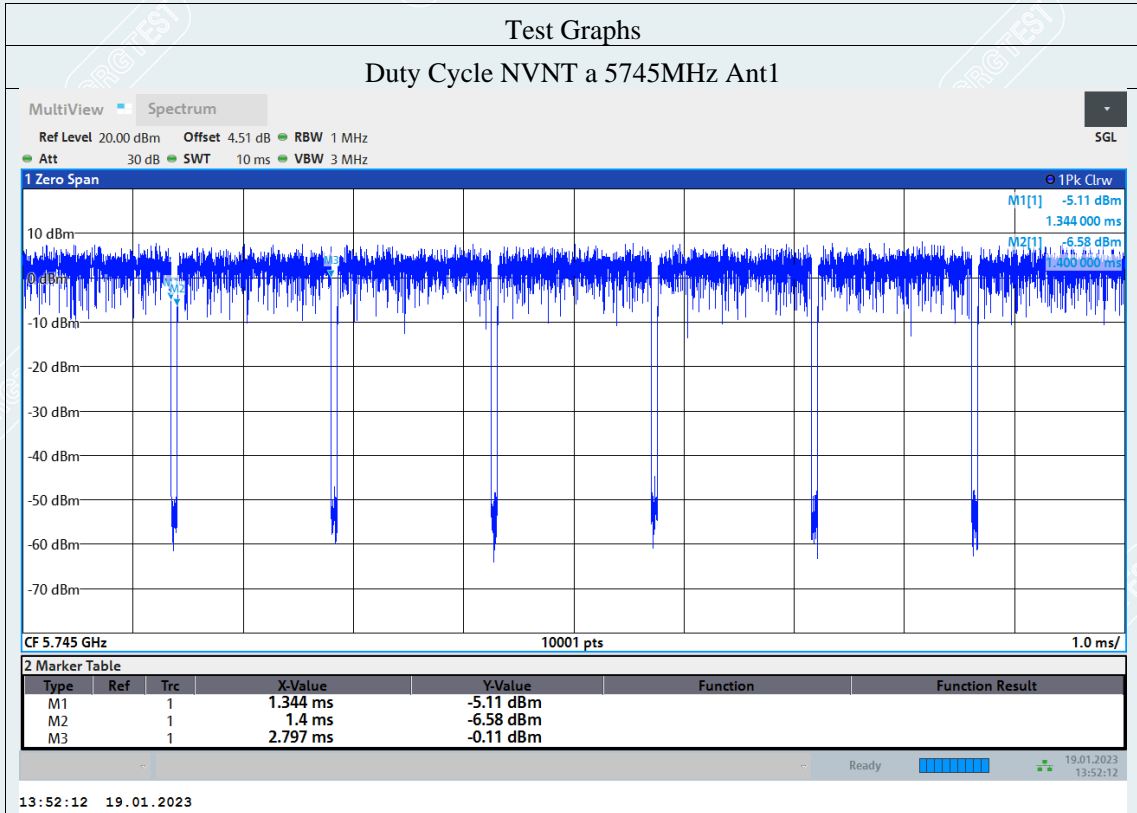 Test Graphs
Duty Cycle NVNT a 5745MHz Ant1
MultiView Spectrum
Ref Level 20.00 dBm Offset 4.51 dB RBW 1 MHz SGL
Att 30 dB SWT 10 ms VBW 3 MHz
1 Zero Span 1Pk Clrw
M1[1] -5.11 dBm
1.344 000 ms
M2[1] -6.58 dBm
1.400 000 ms
10 dBm
M3
0 dBm
M2
-10 dBm
-20 dBm
-30 dBm
-40 dBm
-50 dBm
-60 dBm
-70 dBm
CF 5.745 GHz 10001 pts 1.0 ms/
2 Marker Table
Type Ref Trc X-Value Y-Value Function Function Result
M1 1 1.344 ms -5.11 dBm
M2 1 1.4 ms -6.58 dBm
M3 1 2.797 ms -0.11 dBm
Ready 19.01.2023
13:52:12
13:52:12 19.01.2023